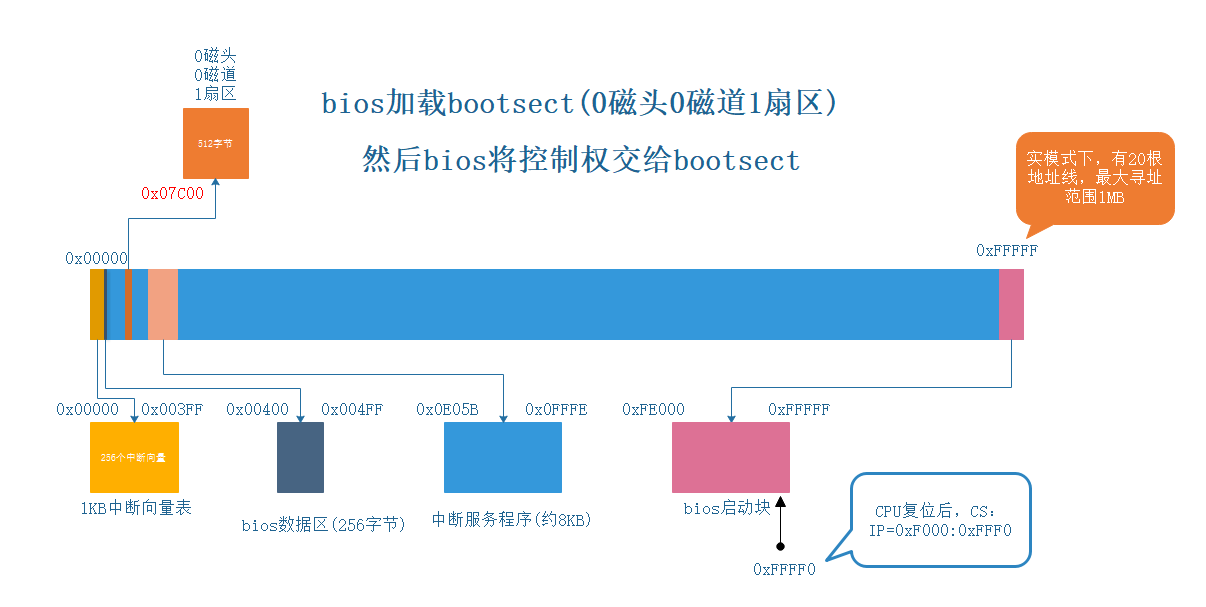 0磁头
0磁道
1扇区
512字节
0x07C00
bios加载bootsect(0磁头0磁道1扇区)
然后bios将控制权交给bootsect
实模式下，有20根
地址线，最大寻址
范围1MB
0x00000
0xFFFFF
0x00000
0x003FF
0x00400
0x004FF
0x0E05B
0x0FFFE
0xFE000
0xFFFFF
256个中断向量
1KB中断向量表
bios数据区(256字节)
中断服务程序(约8KB)
bios启动块
CPU复位后，CS:
IP=0xF000:0xFFF0
0xFFFF0